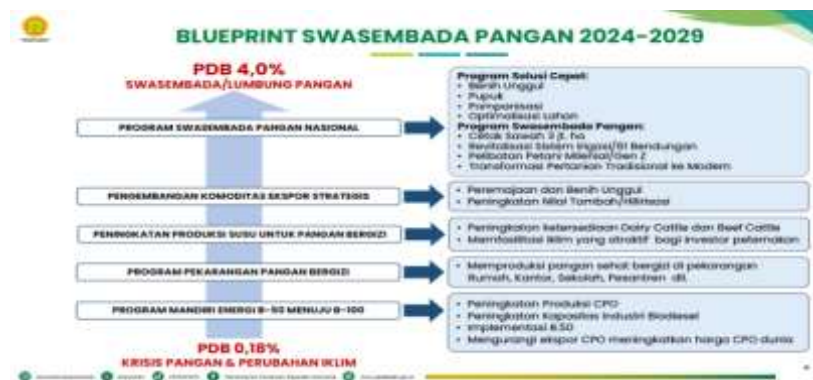 BLUEPRINT SWASEMBADA PANGAN 2024-2029
PDB 4,0%
SWASEMBADA/LUMBUNG PANGAN
PROGRAM SWASEMBADA PANGAN NASIONAL
Program Solusi Cepat:
• Benih Unggul
• Pupuk
• Pompanisasi
• Optimalisasi Lahan
Program Swasembada Pangan:
• Cetak Sawah 3 jt. ha
• Revitalisasi Sistem Irigasi/61 Bendungan
• Pelibatan Petani Milenial/Gen Z
• Transformasi Pertanian Tradisional ke Modern
PENGEMBANGAN KOMODITAS EKSPOR STRATEGIS
• Peremajaan dan Benih Unggul
• Peningkatan Nilai Tambah/Hilirisasi
PENINGKATAN PRODUKSI SUSU UNTUK PANGAN BERGIZI
• Peningkatan ketersediaan Dairy Cattle dan Beef Cattle
• Memfasilitasi iklim yang atraktif bagi investor peternakan
PROGRAM PEKARANGAN PANGAN BERGIZI
• Memproduksi pangan sehat bergizi di pekarangan
Rumah, Kantor, Sekolah, Pesantren dll.
PROGRAM MANDIRI ENERGI B-50 MENUJU B-100
• Peningkatan Produksi CPO
• Peningkatan Kapasitas Industri Biodiesel
• Implementasi B.50
• Mengurangi ekspor CPO meningkatkan harga CPO dunia
PDB 0,18%
KRISIS PANGAN & PERUBAHAN IKLIM